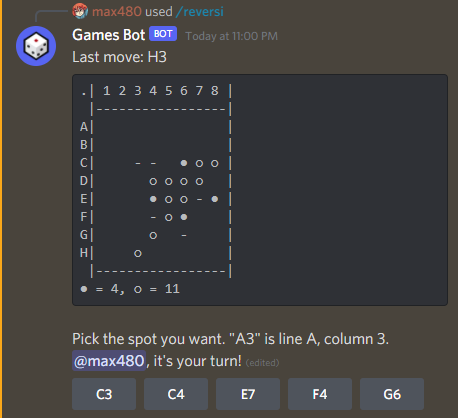 max480 used /reversi
Games Bot BOT Today at 11:00 PM
Last move: H3
.| 1 2 3 4 5 6 7 8 |
 |-----------------|
A|                 |
B|                 |
C|     - -   ● o o |
D|       o o o o   |
E|       ● o o - ● |
F|       - o ●     |
G|       o   -     |
H|     o           |
 |-----------------|
● = 4, o = 11
Pick the spot you want. "A3" is line A, column 3.
@max480, it's your turn! (edited)
C3 C4 E7 F4 G6